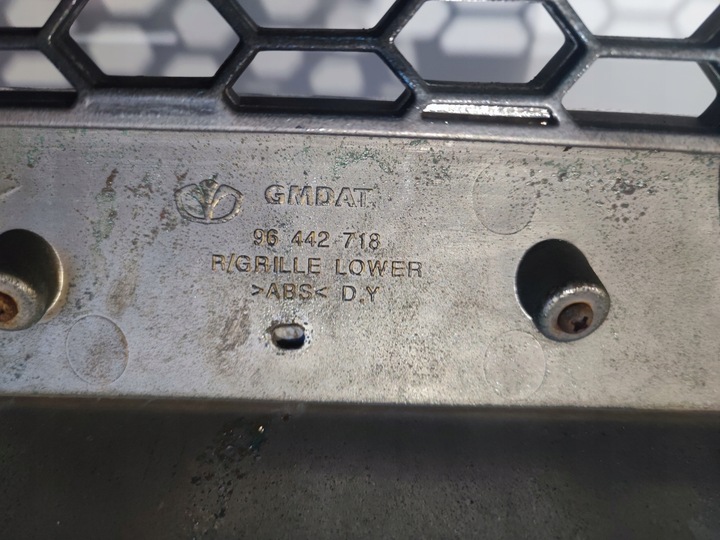 GMDAT
96 442 718
R/GRILLE LOWER
>ABS< D.Y